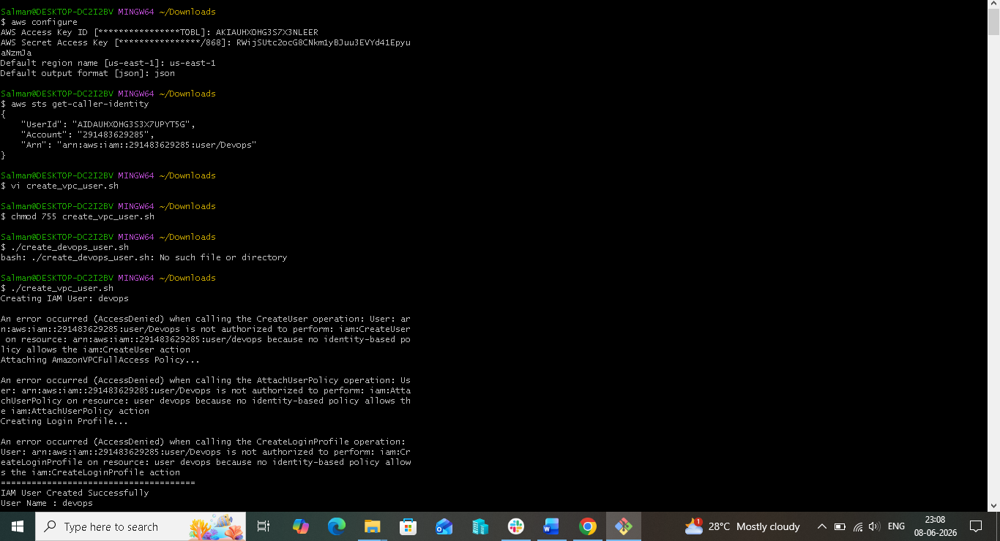 Salman@DESKTOP-DC2I2BV MINGW64 ~/Downloads
$ aws configure
AWS Access Key ID [****************TOBL]: AKIAUHXOHG3S7X3NLEER
AWS Secret Access Key [****************/868]: RWijSUtc2ocG8CNkm1yBJuu3EVYd41Epyu
aNzmJa
Default region name [us-east-1]: us-east-1
Default output format [json]: json
Salman@DESKTOP-DC2I2BV MINGW64 ~/Downloads
$ aws sts get-caller-identity
{
    "UserId": "AIDAUHXOHG3S3X7UPYT5G",
    "Account": "291483629285",
    "Arn": "arn:aws:iam::291483629285:user/Devops"
}
Salman@DESKTOP-DC2I2BV MINGW64 ~/Downloads
$ vi create_vpc_user.sh
Salman@DESKTOP-DC2I2BV MINGW64 ~/Downloads
$ chmod 755 create_vpc_user.sh
Salman@DESKTOP-DC2I2BV MINGW64 ~/Downloads
$ ./create_devops_user.sh
bash: ./create_devops_user.sh: No such file or directory
Salman@DESKTOP-DC2I2BV MINGW64 ~/Downloads
$ ./create_vpc_user.sh
Creating IAM User: devops
An error occurred (AccessDenied) when calling the CreateUser operation: User: ar
n:aws:iam::291483629285:user/Devops is not authorized to perform: iam:CreateUser
 on resource: arn:aws:iam::291483629285:user/devops because no identity-based po
licy allows the iam:CreateUser action
Attaching AmazonVPCFullAccess Policy...
An error occurred (AccessDenied) when calling the AttachUserPolicy operation: Us
er: arn:aws:iam::291483629285:user/Devops is not authorized to perform: iam:Atta
chUserPolicy on resource: user devops because no identity-based policy allows th
e iam:AttachUserPolicy action
Creating Login Profile...
An error occurred (AccessDenied) when calling the CreateLoginProfile operation:
User: arn:aws:iam::291483629285:user/Devops is not authorized to perform: iam:Cr
eateLoginProfile on resource: user devops because no identity-based policy allow
s the iam:CreateLoginProfile action
======================================
IAM User Created Successfully
User Name : devops
Type here to search
1
28°C Mostly cloudy
ENG
23:08
08-06-2026